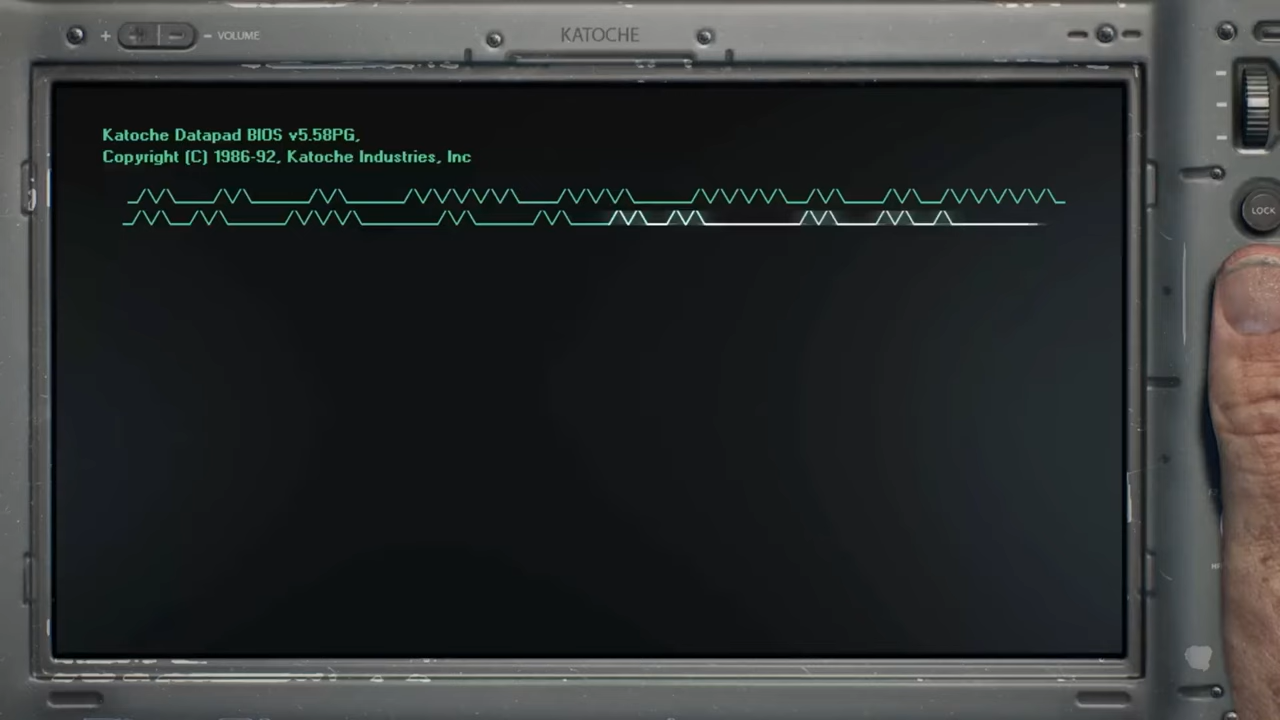 + − VOLUME
KATOCHE
Katoche Datapad BIOS v5.58PG,
Copyright (C) 1986-92, Katoche Industries, Inc
LOCK